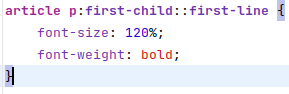 article p:first-child::first-line {
    font-size: 120%;
    font-weight: bold;
}